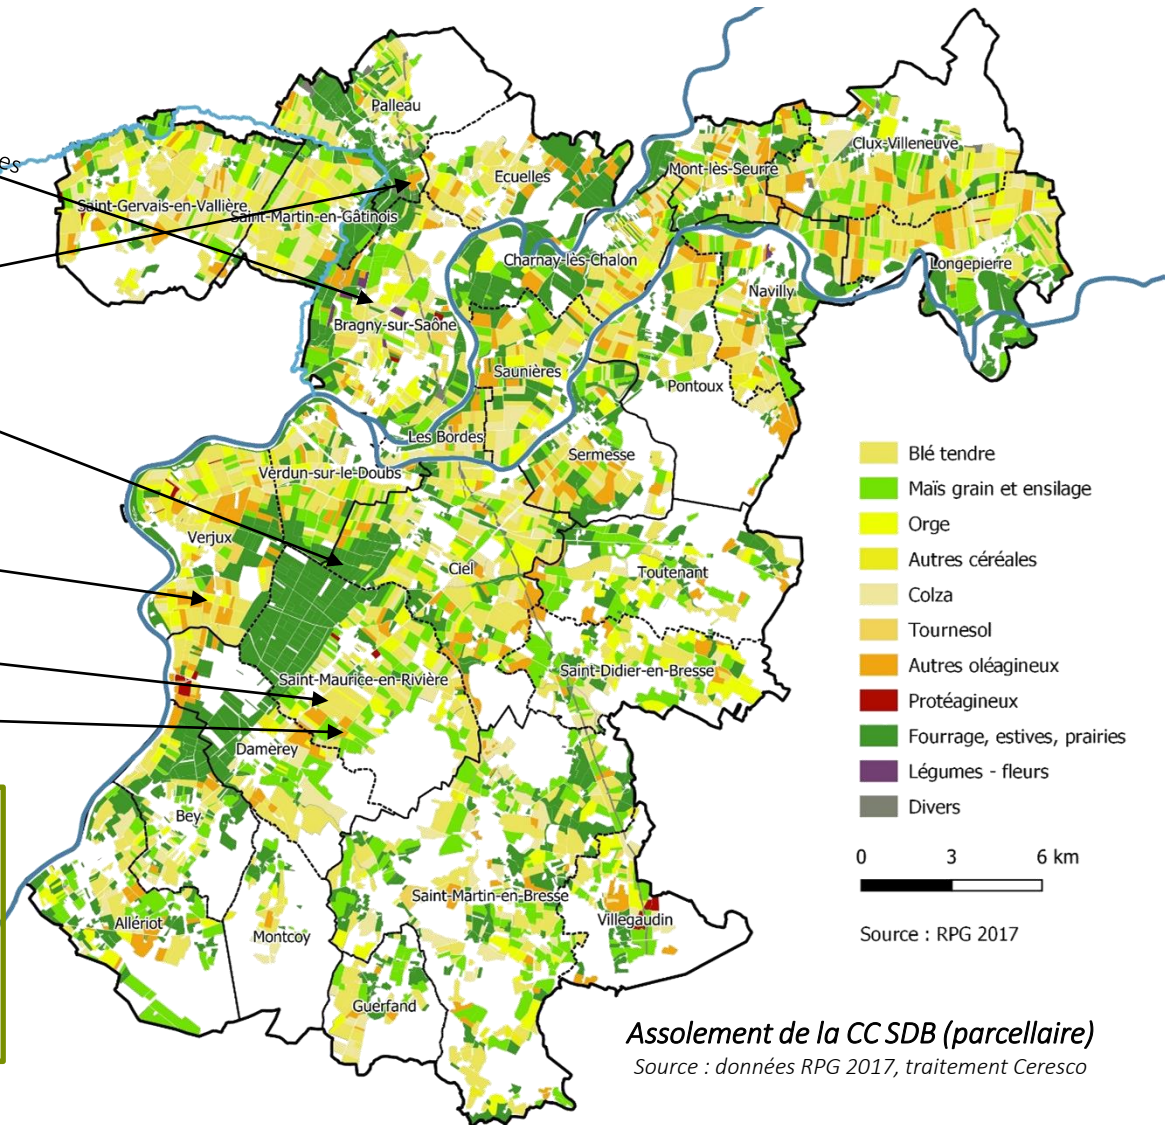 Palleau
Clux-Villeneuve
es
Ecuelles
Mont-lès-Seurre
Saint-Gervais-en-Vallière
Saint-Martin-en-Gâtinois
Charnay-lès-Chalon
Longepierre
Navilly
Bragny-sur-Saône
Saunières
Pontoux
Les Bordes
Sermesse
Verdun-sur-le-Doubs
Verjux
Ciel
Toutenant
Saint-Didier-en-Bresse
Saint-Maurice-en-Rivière
Damerey
Bey
Saint-Martin-en-Bresse
Allériot
Montcoy
Villegaudin
Guerfand
Blé tendre
Maïs grain et ensilage
Orge
Autres céréales
Colza
Tournesol
Autres oléagineux
Protéagineux
Fourrage, estives, prairies
Légumes - fleurs
Divers
0 3 6 km
Source : RPG 2017
Assolement de la CC SDB (parcellaire)
Source : données RPG 2017, traitement Ceresco